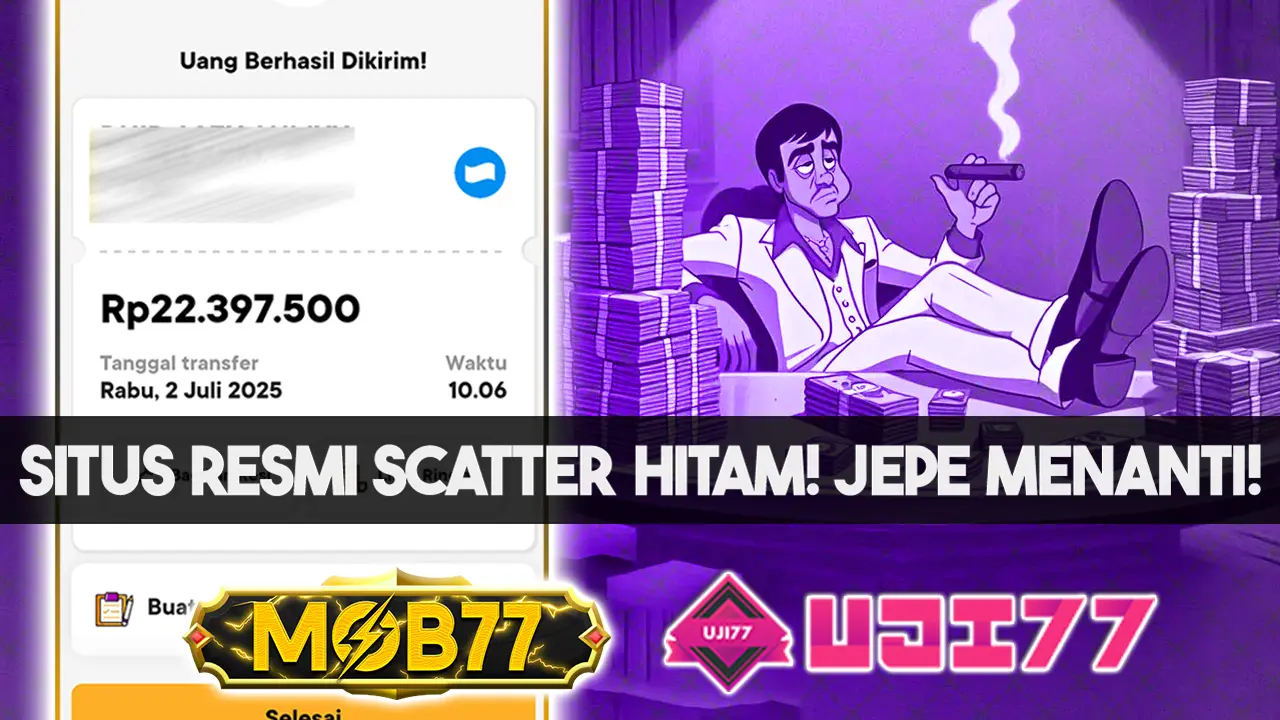 Uang Berhasil Dikirim!
Rp22.397.500
Tanggal transfer
Waktu
Rabu, 2 Juli 2025
10.06
SITUS RESMI SCATTER HITAM! JEPE MENANTI!
Buat
MOB77
UJI77
UJI77
Selesai